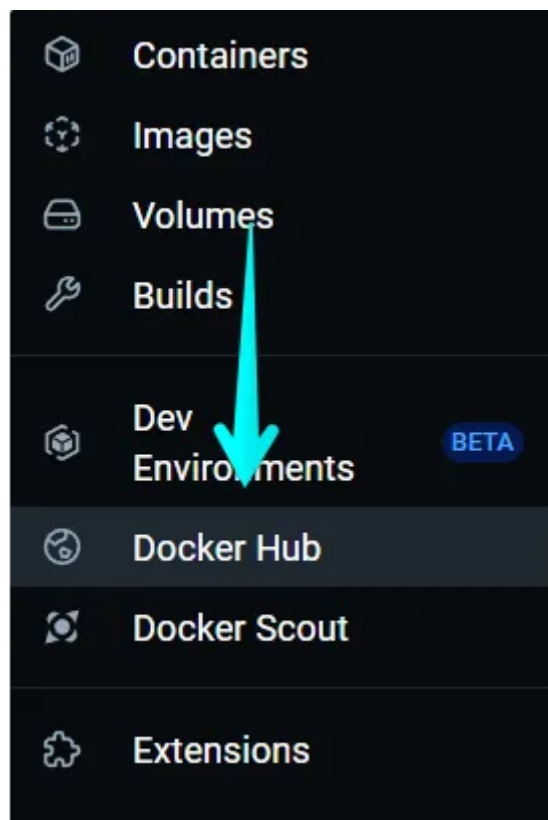 Containers
Images
Volumes
Builds
Dev
Environments
BETA
Docker Hub
Docker Scout
Extensions